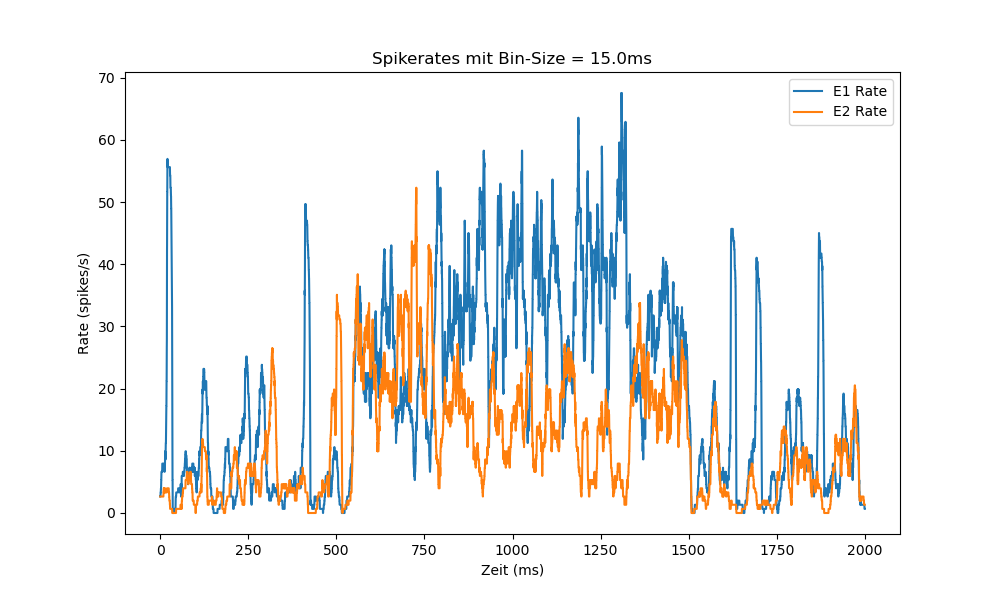 Spikerates mit Bin-Size = 15.0ms
E1 Rate
E2 Rate
70
60
50
40
30
20
10
0
Rate (spikes/s)
0 250 500 750 1000 1250 1500 1750 2000
Zeit (ms)